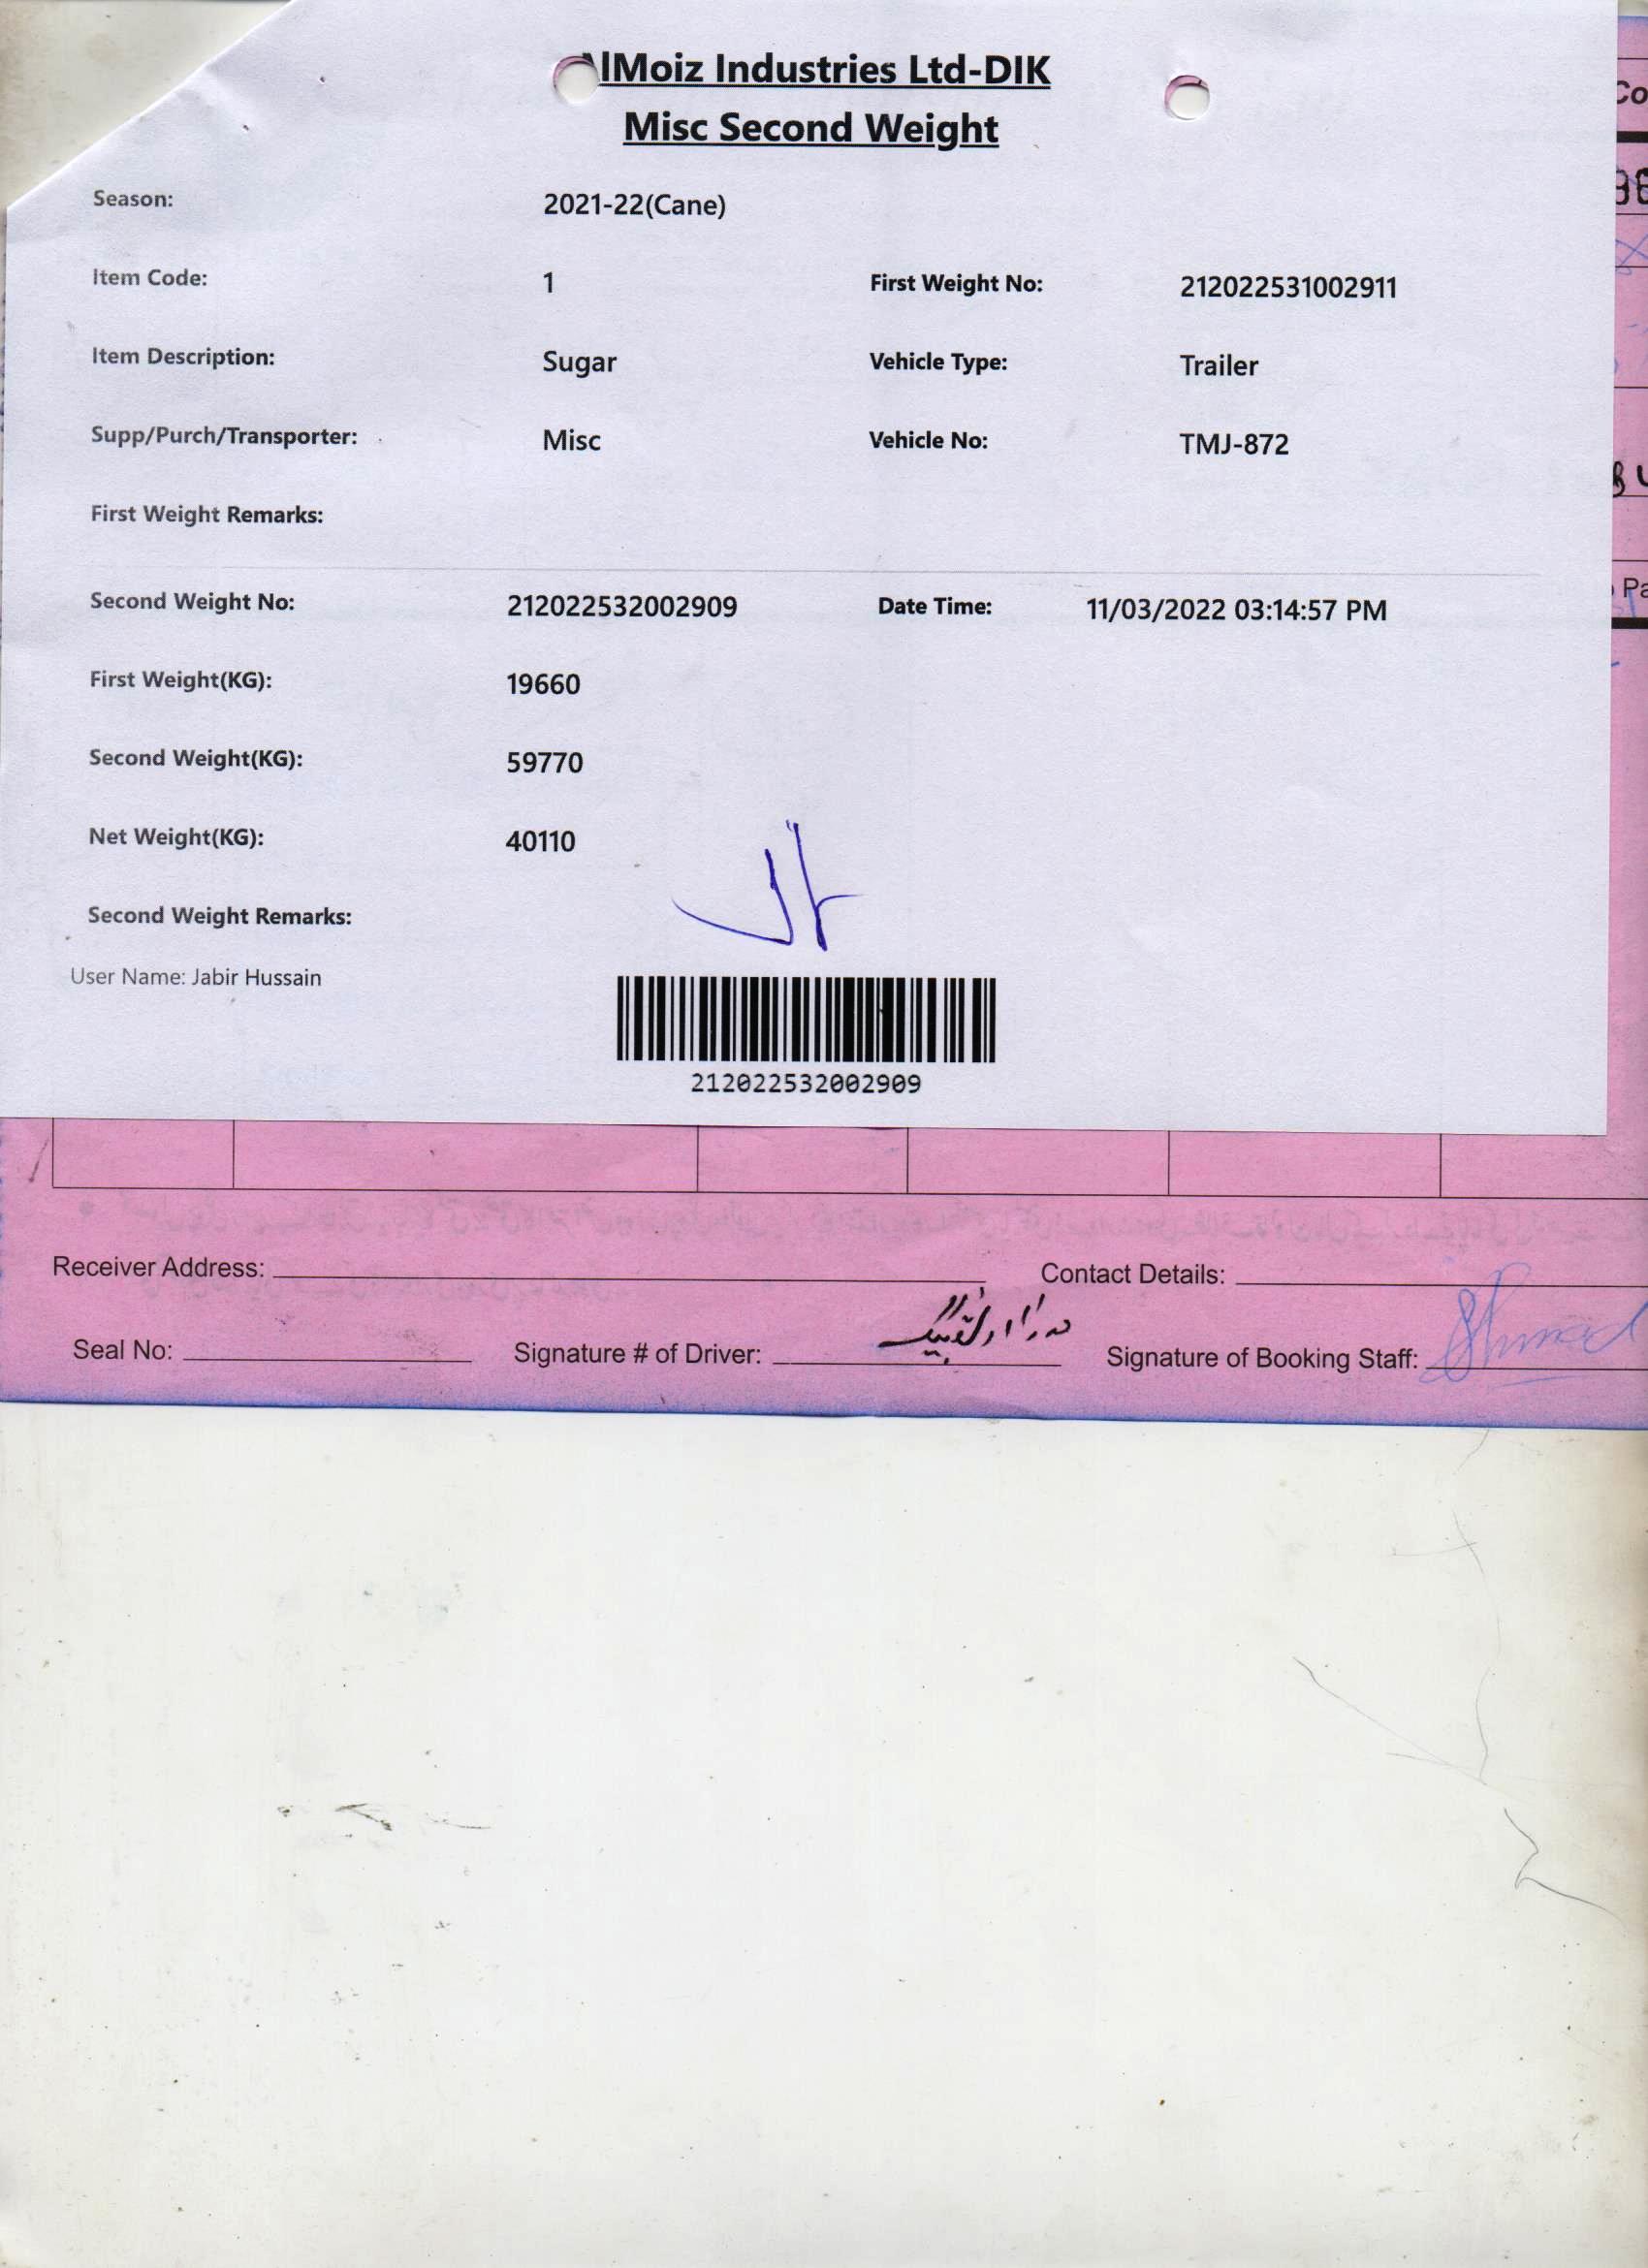 AlMoiz Industries Ltd-DIK
Misc Second Weight
Season: 2021-22(Cane)
Item Code: 1 First Weight No: 212022531002911
Item Description: Sugar Vehicle Type: Trailer
Supp/Purch/Transporter: Misc Vehicle No: TMJ-872
First Weight Remarks:
Second Weight No: 212022532002909 Date Time: 11/03/2022 03:14:57 PM
First Weight(KG): 19660
Second Weight(KG): 59770
Net Weight(KG): 40110
Second Weight Remarks:
User Name: Jabir Hussain
212022532002909
Receiver Address: Contact Details:
Seal No: Signature # of Driver: Signature of Booking Staff: